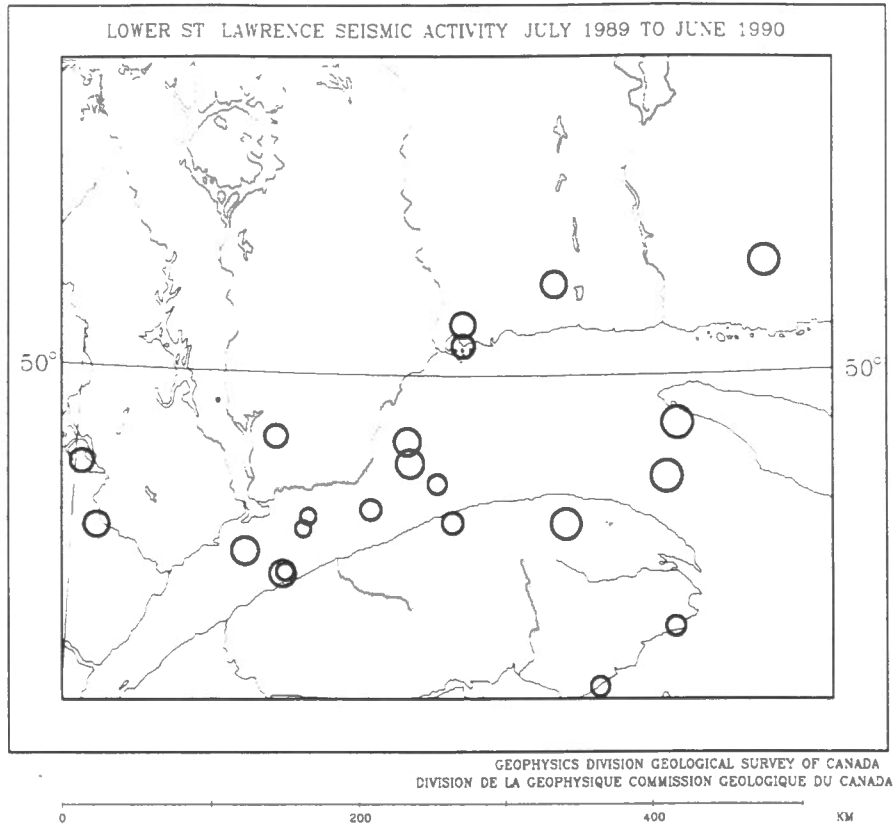 LOWER ST LAWRENCE SEISMIC ACTIVITY JULY 1989 TO JUNE 1990
50° 50°
GEOPHYSICS DIVISION GEOLOGICAL SURVEY OF CANADA
DIVISION DE LA GEOPHYSIQUE COMMISSION GEOLOGIQUE DU CANADA
0 200 400 KM